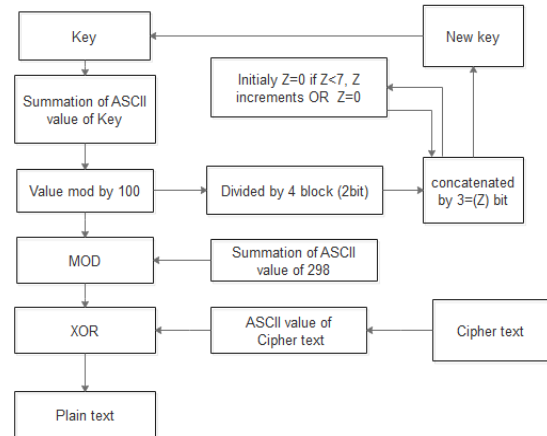 Key
New key
Initialy Z=0 if Z<7, Z
increments OR Z=0
Summation of ASCII
value of Key
Value mod by 100
Divided by 4 block (2bit)
concatenated
by 3=(Z) bit
MOD
Summation of ASCII
value of 298
XOR
ASCII value of
Cipher text
Cipher text
Plain text